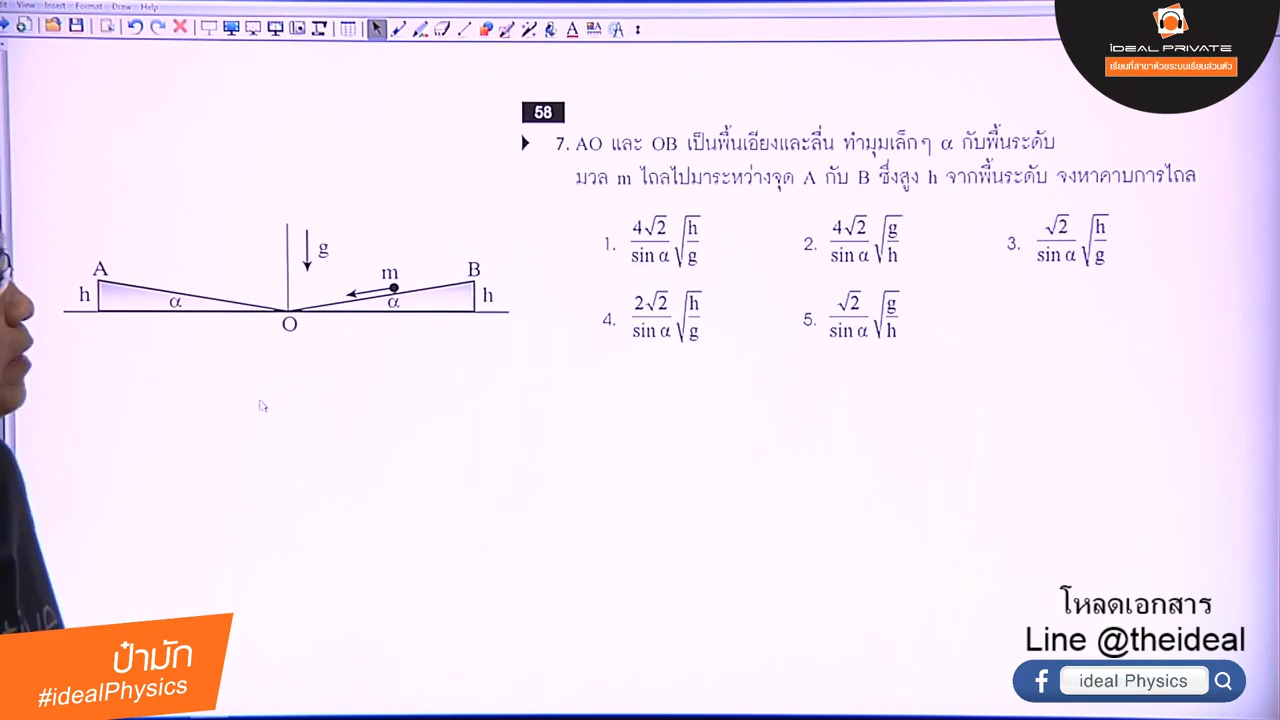 View Insert Format Draw Help
iDEAL PRIVATE
เรียนที่สาขาด้วยระบบเรียนส่วนตัว
58
7. AO และ OB เป็นพื้นเอียงและลื่น ทำมุมเล็กๆ α กับพื้นระดับ
มวล m ไถลไปมาระหว่างจุด A กับ B ซึ่งสูง h จากพื้นระดับ จงหาคาบการไถล
1. 4√2/sin α √h/g
2. 4√2/sin α √g/h
3. √2/sin α √h/g
4. 2√2/sin α √h/g
5. √2/sin α √g/h
g
A m B
h α α h
O
โหลดเอกสาร
Line @theideal
ideal Physics
ป๋ามัก
#idealPhysics